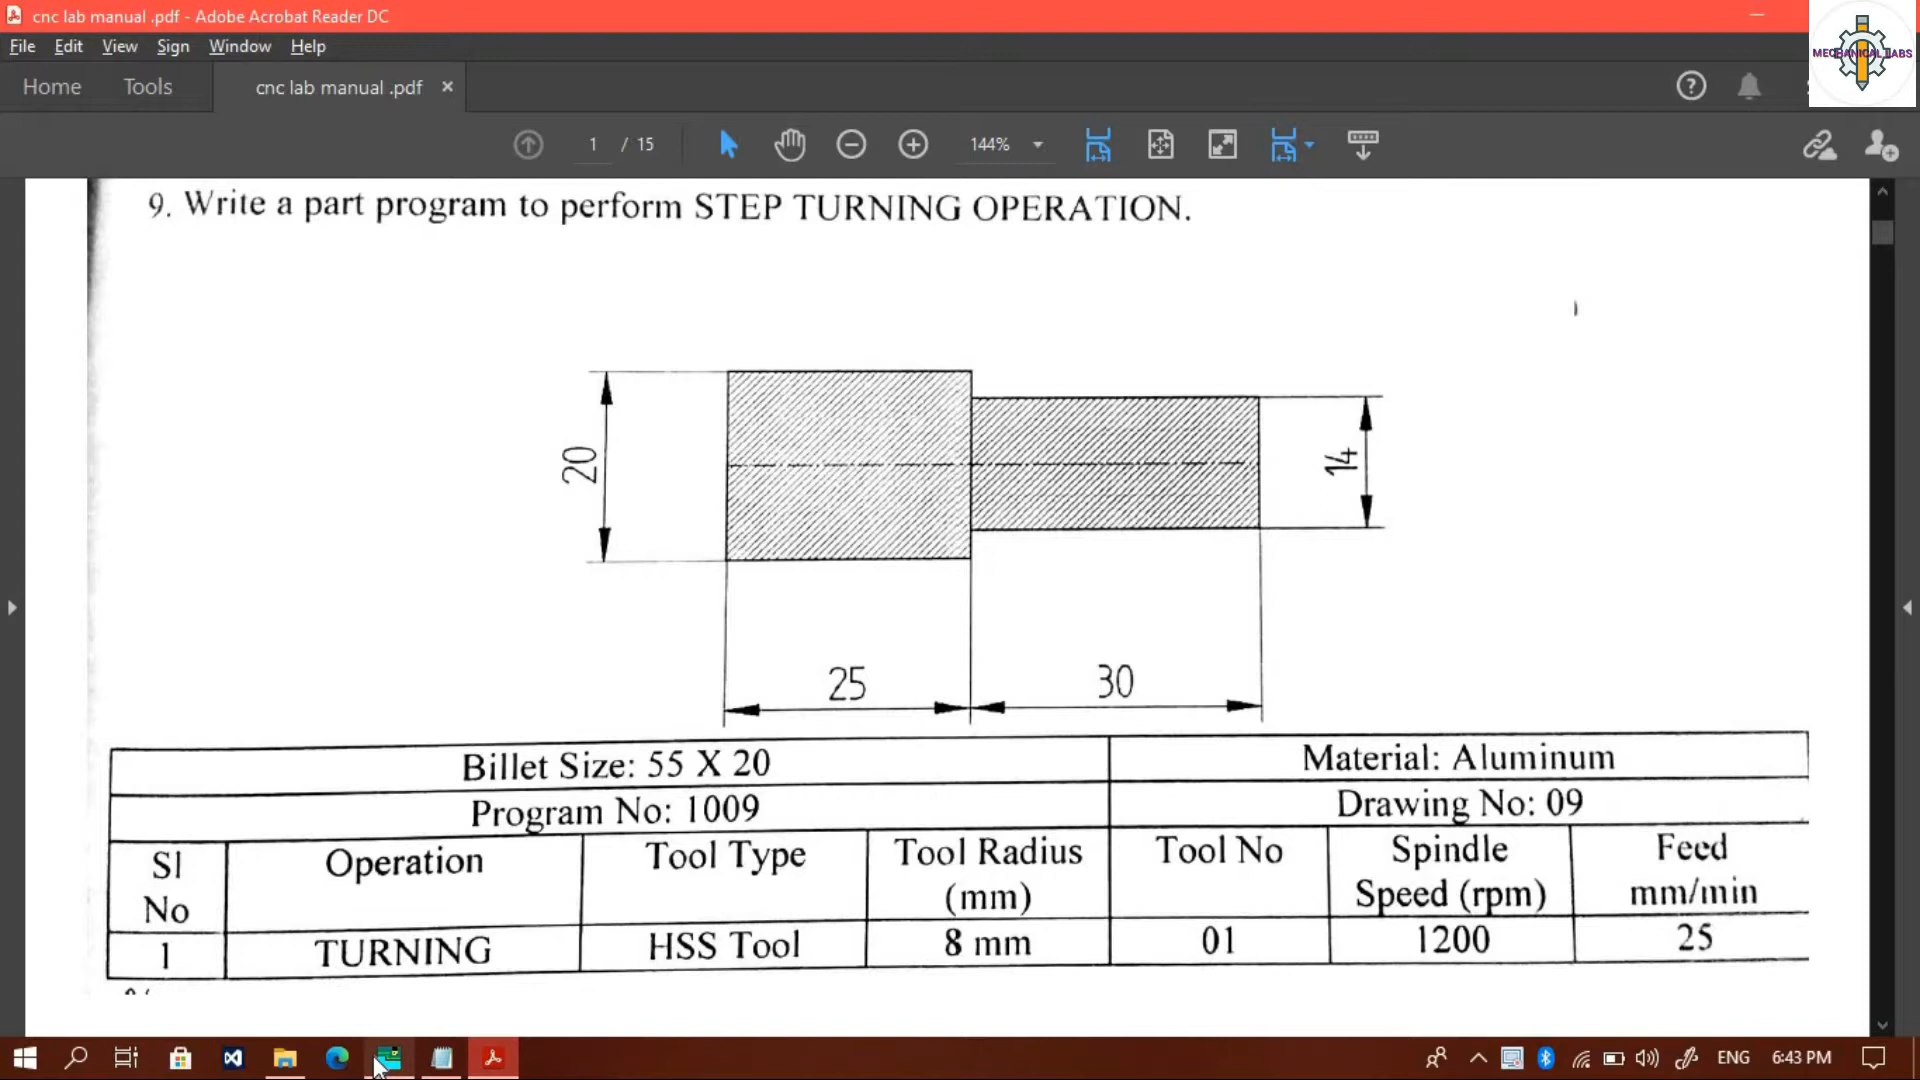 cnc lab manual .pdf - Adobe Acrobat Reader DC
File Edit View Sign Window Help
MECHANICAL LABS
Home Tools cnc lab manual .pdf
1 / 15 144%
9. Write a part program to perform STEP TURNING OPERATION.
20
14
25
30
Billet Size: 55 X 20 Material: Aluminum
Program No: 1009 Drawing No: 09
Sl No Operation Tool Type Tool Radius (mm) Tool No Spindle Speed (rpm) Feed mm/min
1 TURNING HSS Tool 8 mm 01 1200 25
ENG 6:43 PM